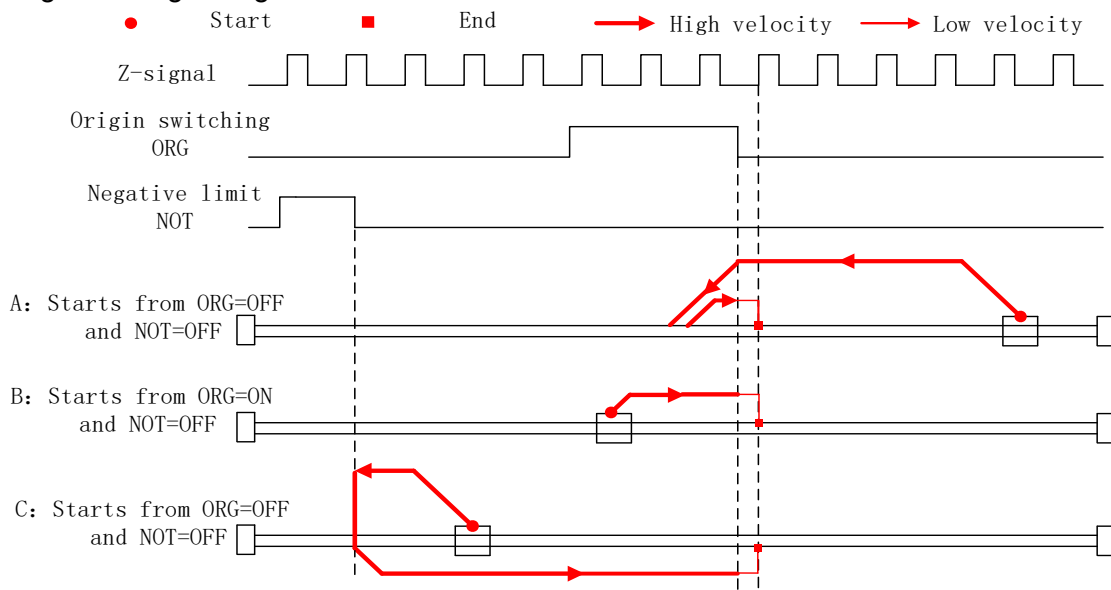 Start End High velocity Low velocity
Z-signal
Origin switching
ORG
Negative limit
NOT
A：Starts from ORG=OFF
and NOT=OFF
B：Starts from ORG=ON
and NOT=OFF
C：Starts from ORG=OFF
and NOT=OFF